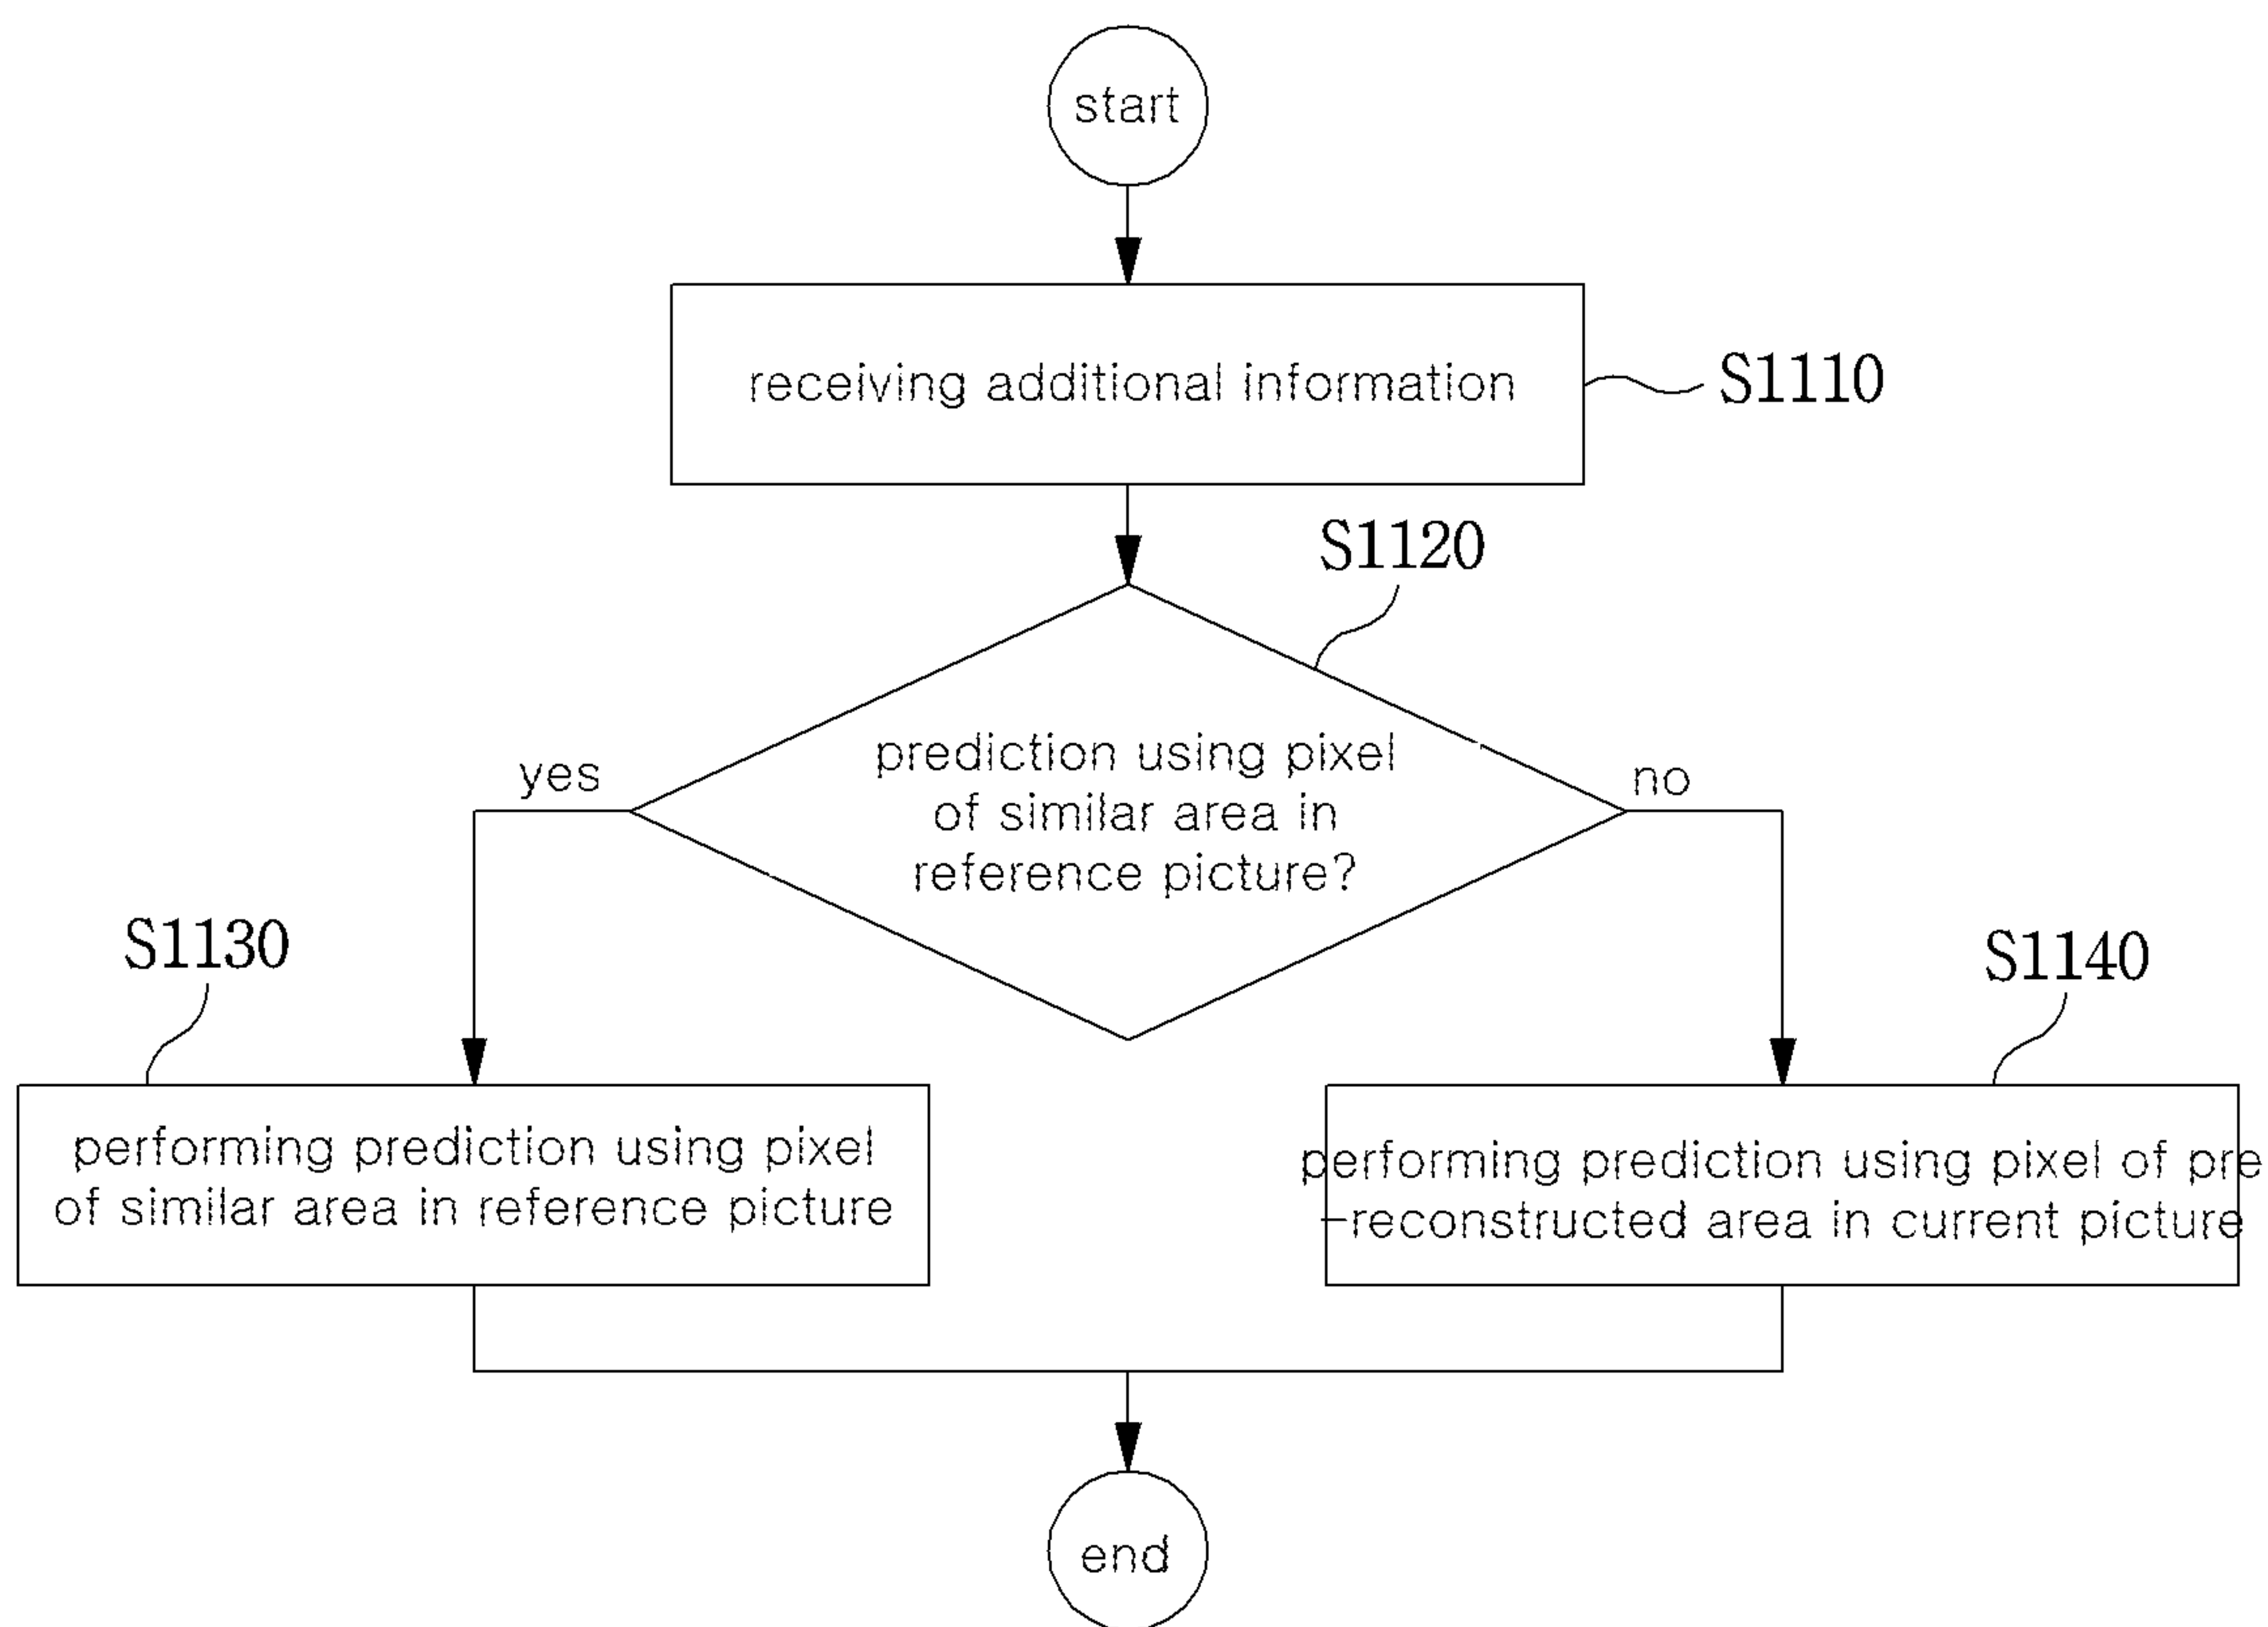 start
receiving additional information
S1110
S1120
prediction using pixel
of similar area in
reference picture?
yes
no
S1130
performing prediction using pixel
of similar area in reference picture
S1140
performing prediction using pixel of pre
-reconstructed area in current picture
end